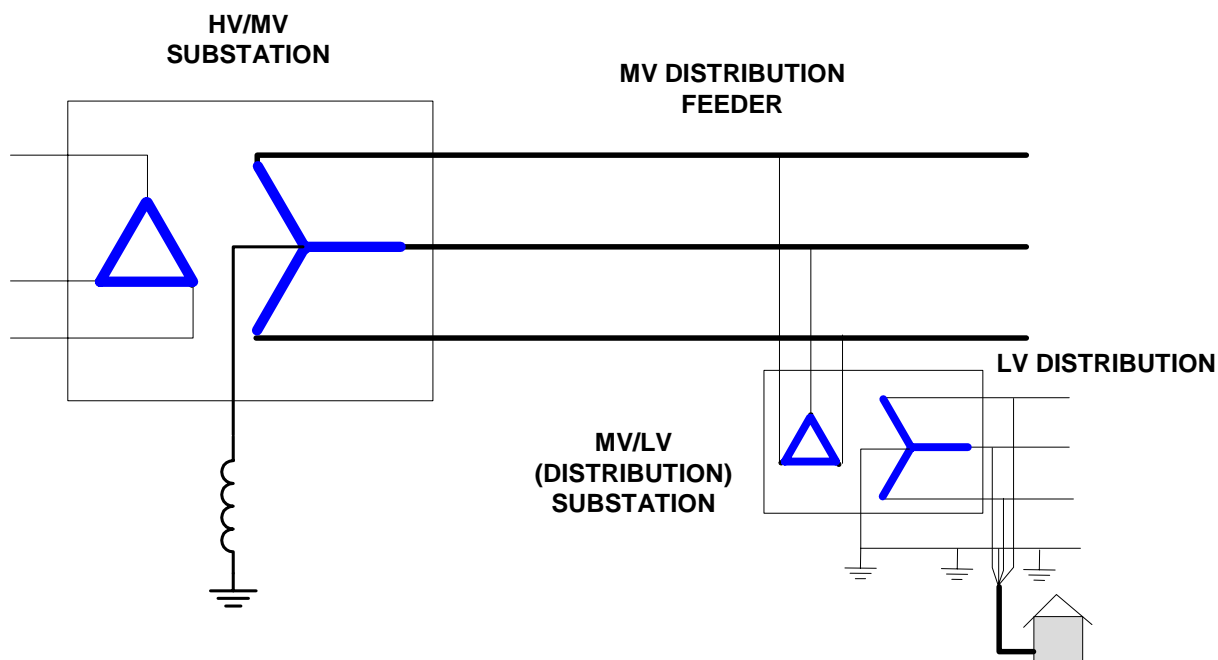 HV/MV
SUBSTATION
MV DISTRIBUTION
FEEDER
LV DISTRIBUTION
MV/LV
(DISTRIBUTION)
SUBSTATION